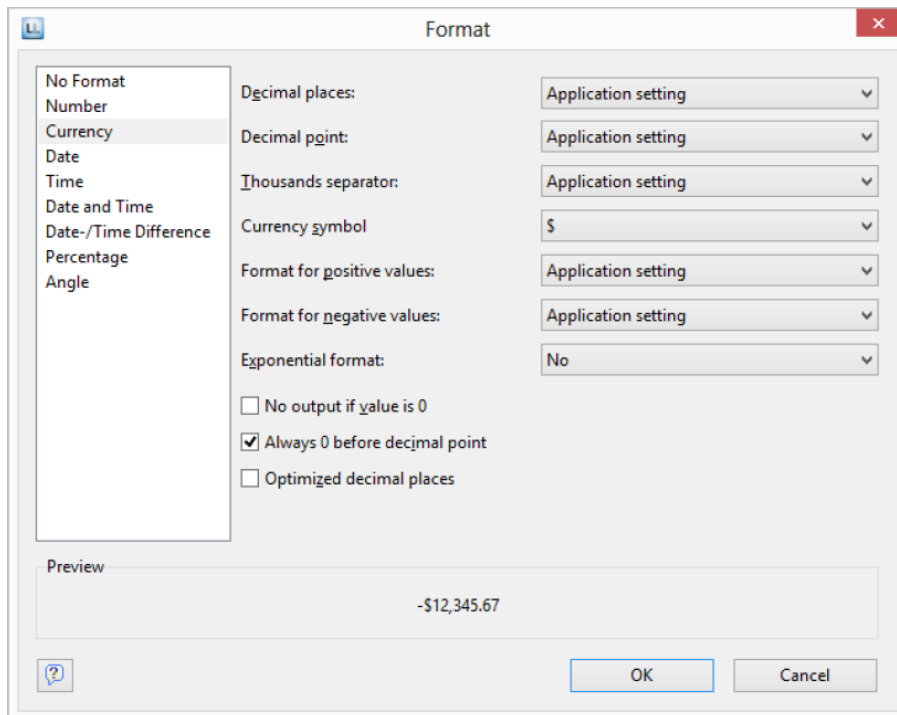 LL
Format
No Format
Number
Currency
Date
Time
Date and Time
Date-/Time Difference
Percentage
Angle
Decimal places:
Application setting
Decimal point:
Application setting
Thousands separator:
Application setting
Currency symbol
$
Format for positive values:
Application setting
Format for negative values:
Application setting
Exponential format:
No
No output if value is 0
Always 0 before decimal point
Optimized decimal places
Preview
-$12,345.67
?
OK
Cancel